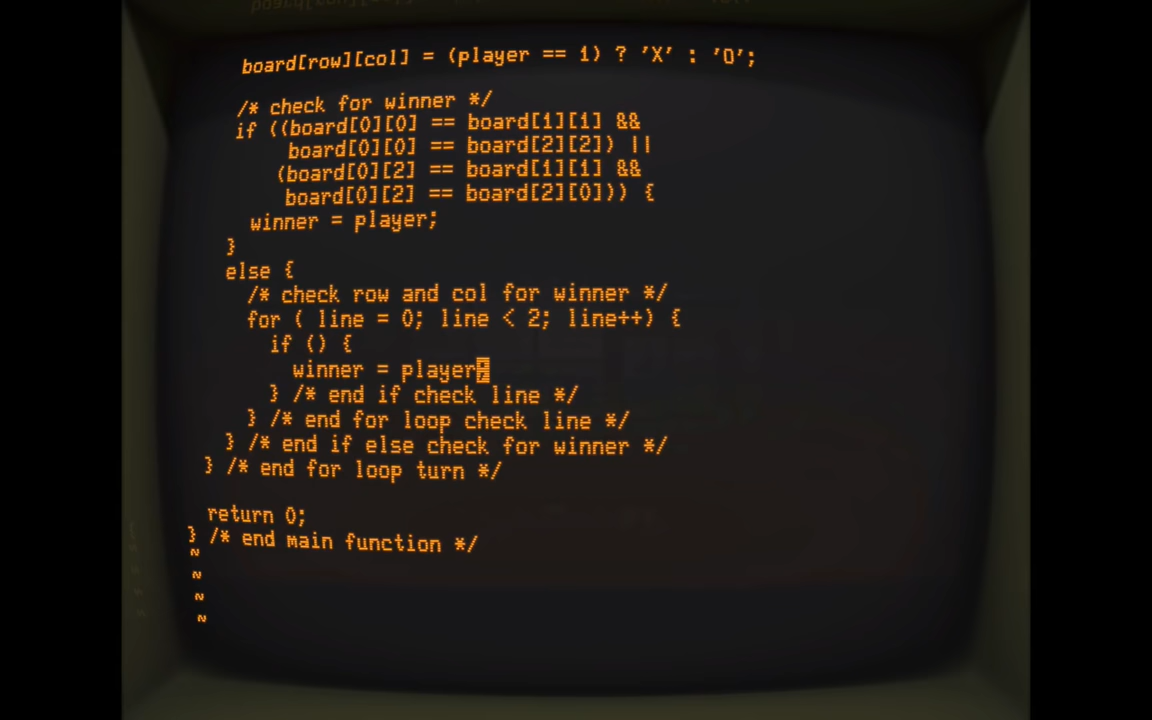 board[row][col] = (player == 1) ? 'X' : 'O';
/* check for winner */
if ((board[0][0] == board[1][1] &&
board[0][0] == board[2][2]) ||
(board[0][2] == board[1][1] &&
board[0][2] == board[2][0])) {
winner = player;
}
else {
/* check row and col for winner */
for ( line = 0; line < 2; line++) {
if () {
winner = player;
} /* end if check line */
} /* end for loop check line */
} /* end if else check for winner */
} /* end for loop turn */
return 0;
} /* end main function */
~
~
~
~